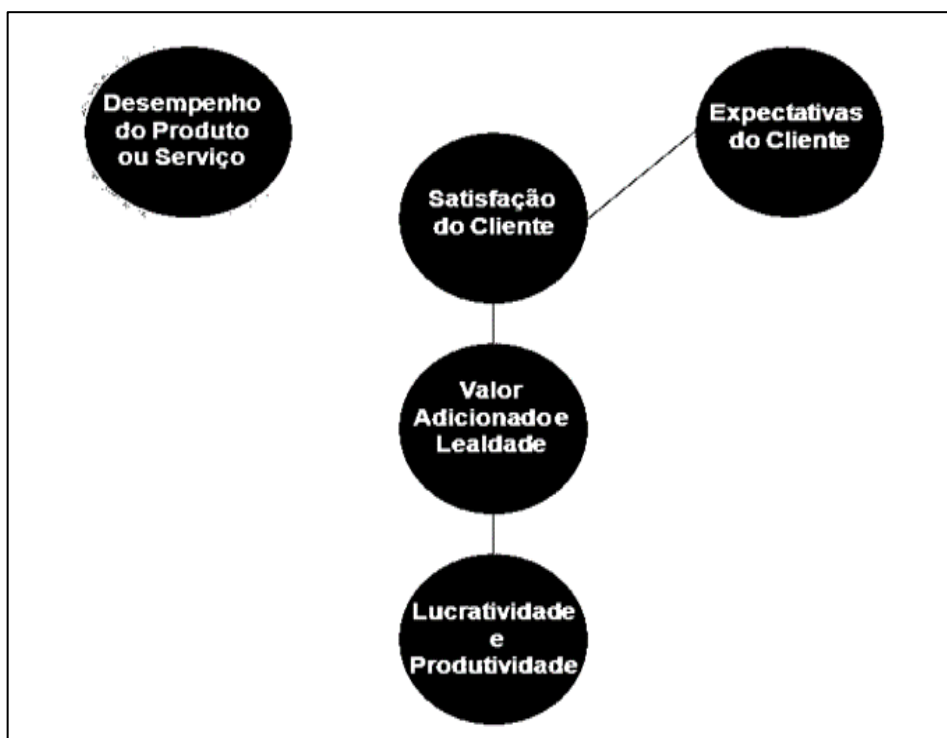 Desempenho
do Produto
ou Serviço
Expectativas
do Cliente
Satisfação
do Cliente
Valor
Adicionado e
Lealdade
Lucratividade
e
Produtividade